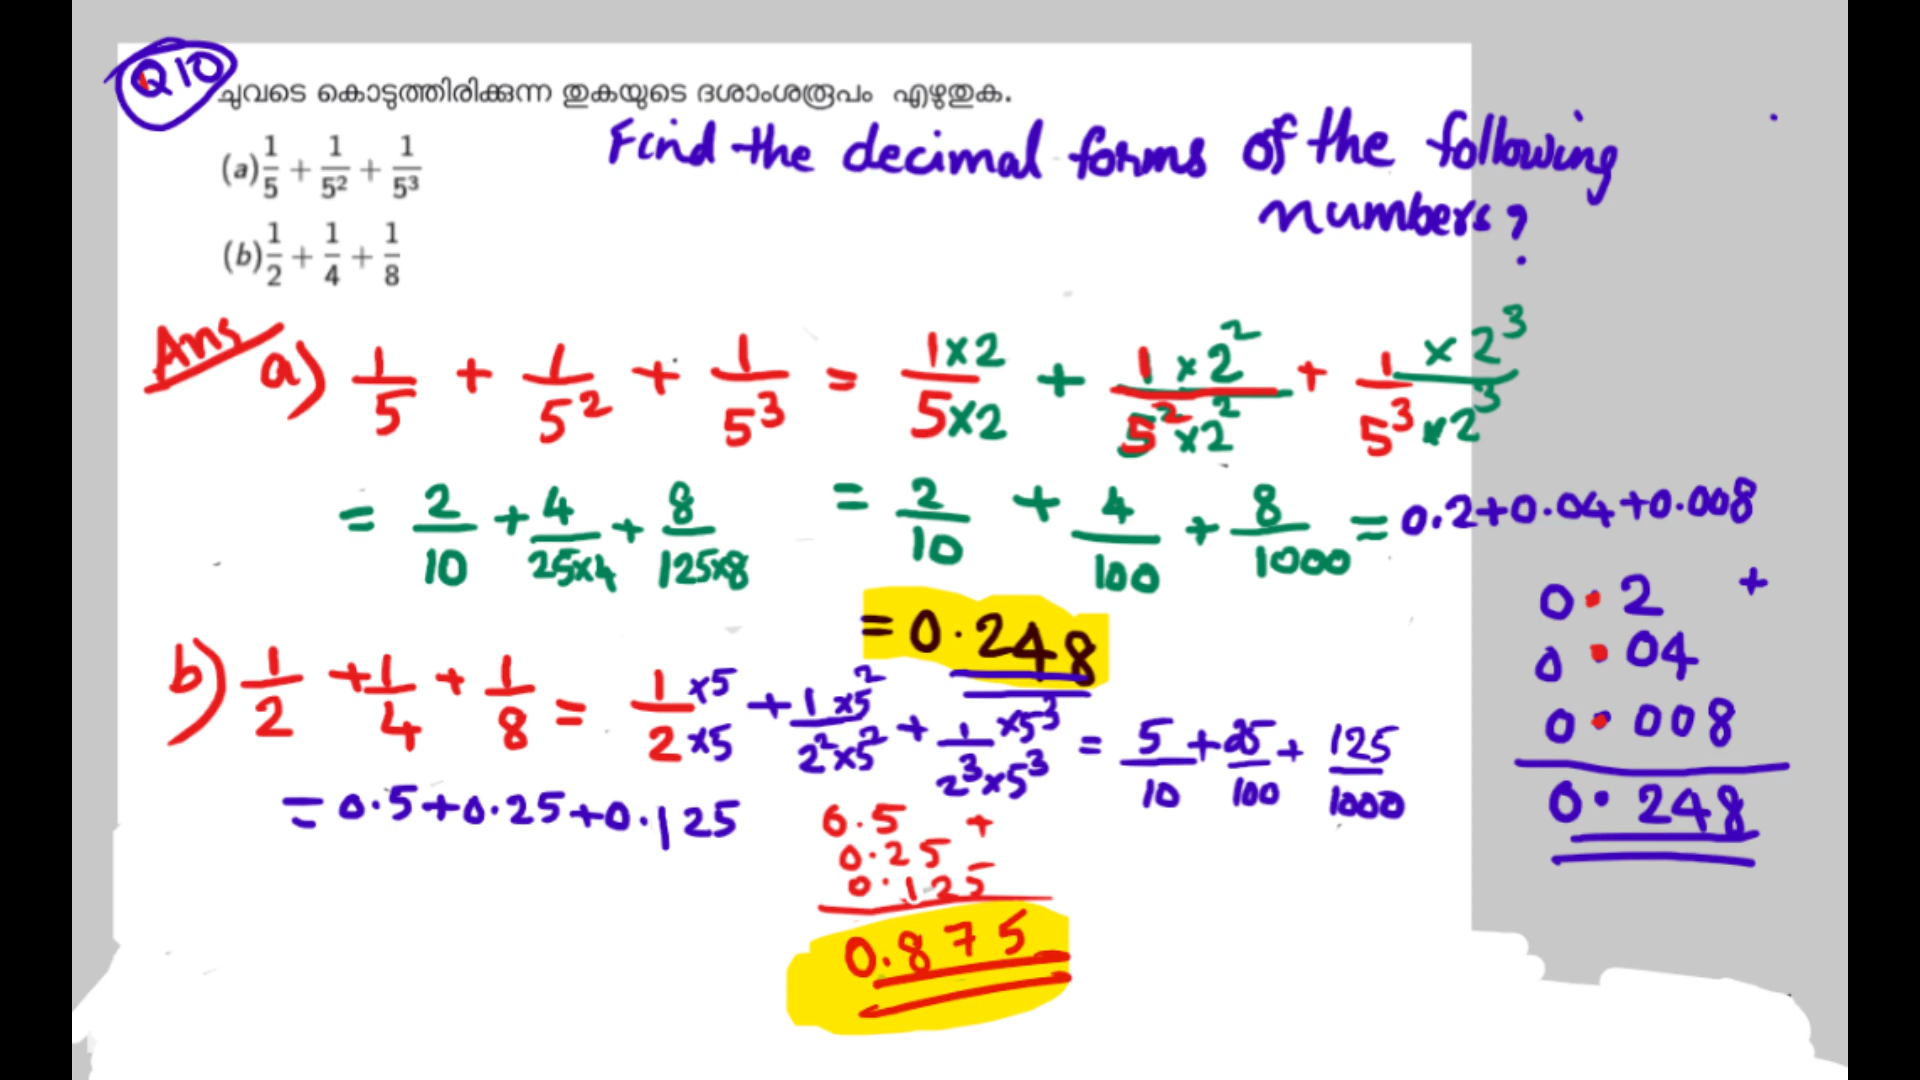 Q10
ചുവടെ കൊടുത്തിരിക്കുന്ന തുകയുടെ ദശാംശരൂപം എഴുതുക.
Find the decimal forms of the following numbers?
(a) 1/5 + 1/5² + 1/5³
(b) 1/2 + 1/4 + 1/8
Ans
a) 1/5 + 1/5² + 1/5³ = 1×2/5×2 + 1×2²/5²×2² + 1×2³/5³×2³
= 2/10 + 4/25×4 + 8/125×8 = 2/10 + 4/100 + 8/1000 = 0.2+0.04+0.008
= 0.248
0.2 +
0.04
0.008
0.248
b) 1/2 + 1/4 + 1/8 = 1×5/2×5 + 1×5²/2²×5² + 1×5³/2³×5³ = 5/10 + 25/100 + 125/1000
= 0.5+0.25+0.125
0.5 +
0.25
0.125
0.875